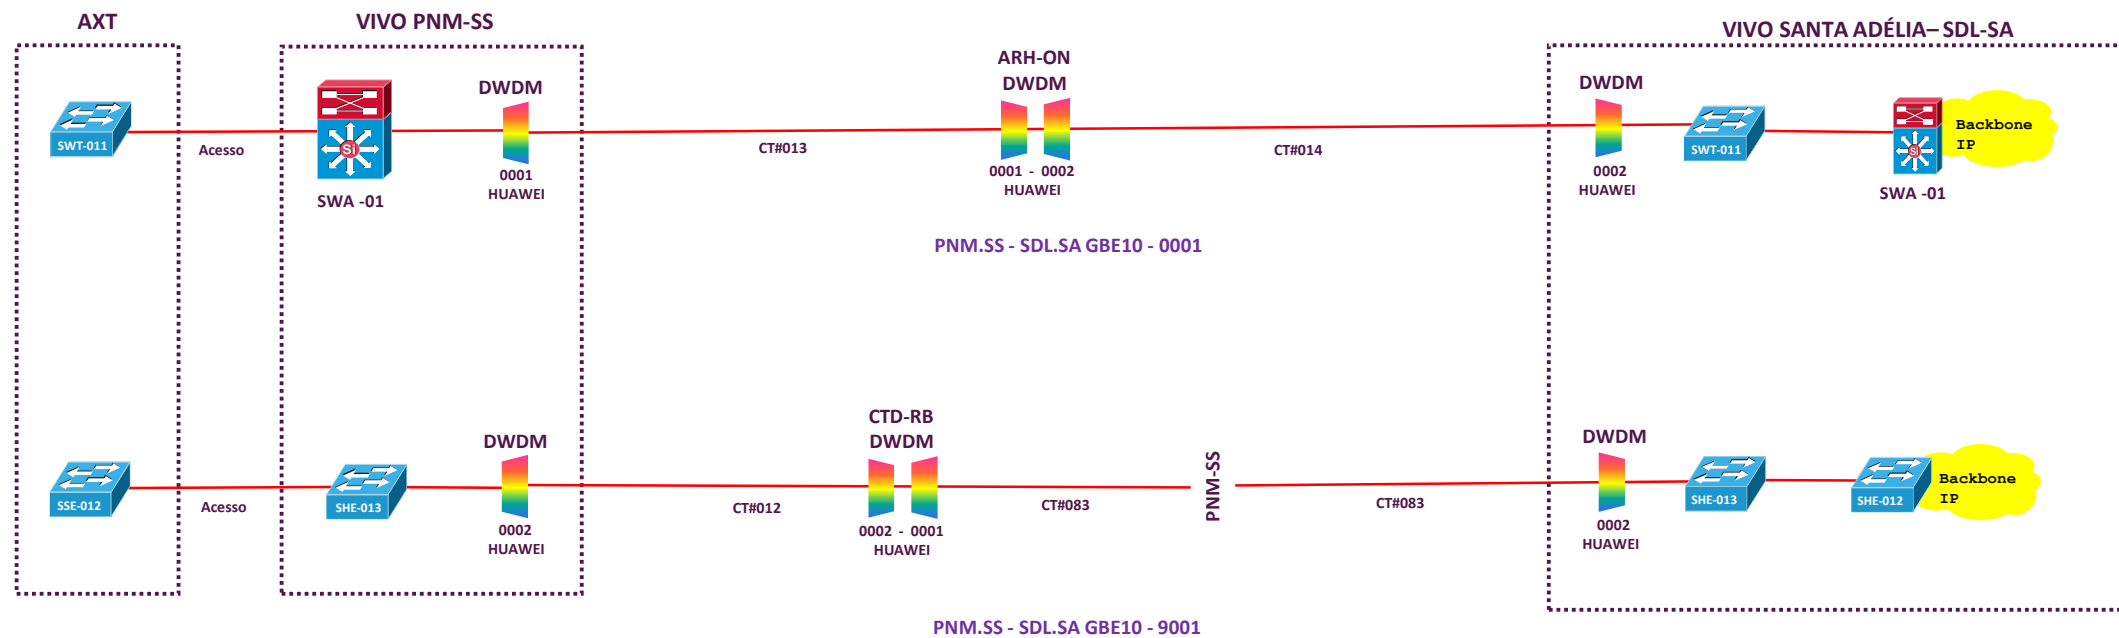 AXT
VIVO PNM-SS
VIVO SANTA ADÉLIA– SDL-SA
ARH-ON
DWDM
DWDM
DWDM
SWT-011
Acesso
Si
SWA -01
0001
HUAWEI
CT#013
0001 - 0002
HUAWEI
CT#014
0002
HUAWEI
SWT-011
Si
SWA -01
Backbone
IP
PNM.SS - SDL.SA GBE10 - 0001
CTD-RB
DWDM
DWDM
DWDM
SSE-012
Acesso
SHE-013
0002
HUAWEI
CT#012
0002 - 0001
HUAWEI
CT#083
PNM-SS
CT#083
0002
HUAWEI
SHE-013
SHE-012
Backbone
IP
PNM.SS - SDL.SA GBE10 - 9001